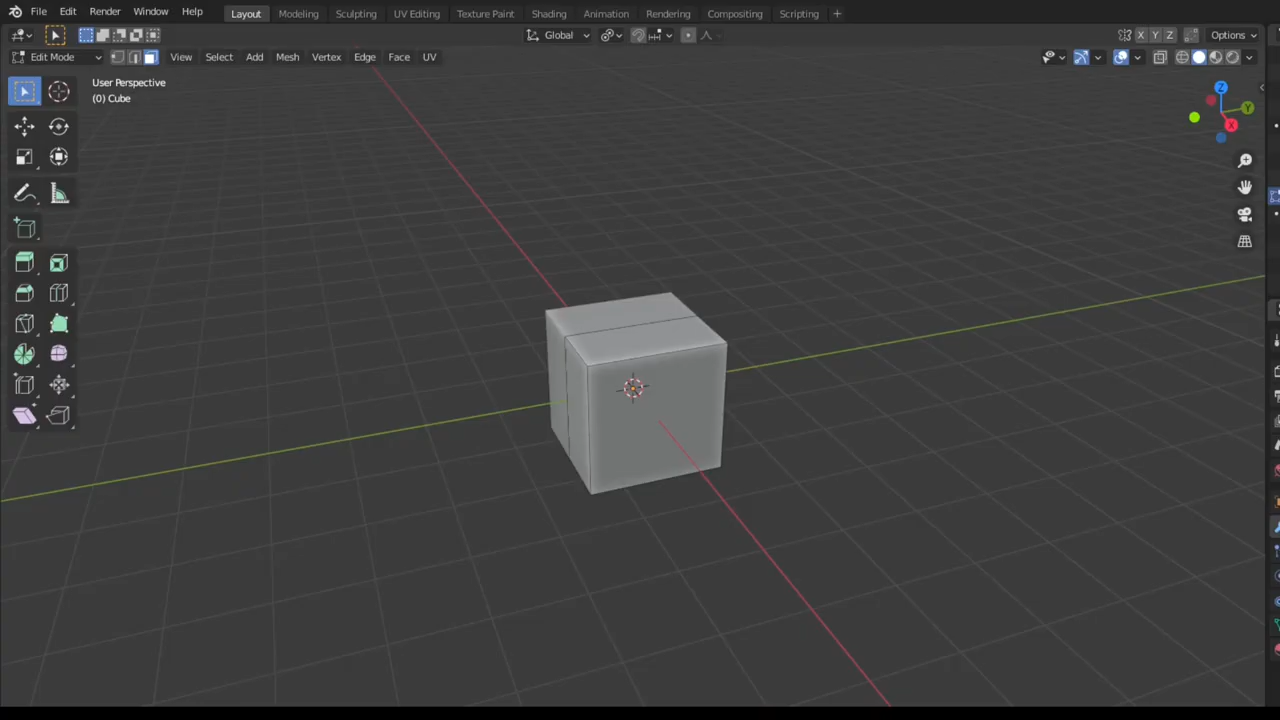 File Edit Render Window Help Layout Modeling Sculpting UV Editing Texture Paint Shading Animation Rendering Compositing Scripting +
Global X Y Z Options
Edit Mode View Select Add Mesh Vertex Edge Face UV
User Perspective
(0) Cube
Z
Y
X